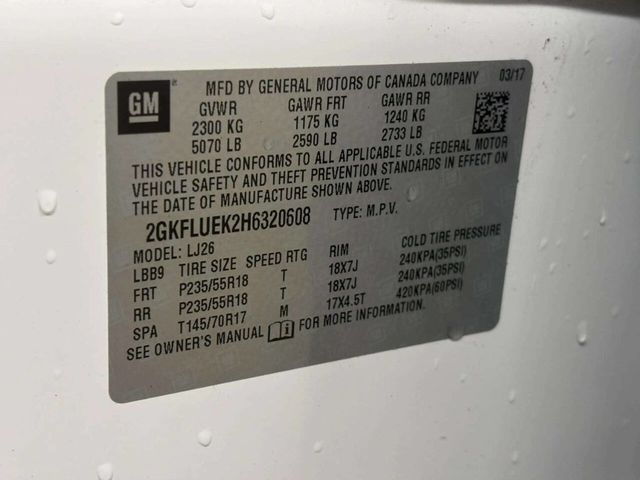 GM
MFD BY GENERAL MOTORS OF CANADA COMPANY 03/17
GVWR GAWR FRT GAWR RR
2300 KG 1175 KG 1240 KG
5070 LB 2590 LB 2733 LB
THIS VEHICLE CONFORMS TO ALL APPLICABLE U.S. FEDERAL MOTOR
VEHICLE SAFETY AND THEFT PREVENTION STANDARDS IN EFFECT ON
THE DATE OF MANUFACTURE SHOWN ABOVE.
2GKFLUEK2H6320608 TYPE: M.P.V.
MODEL: LJ26
LBB9 TIRE SIZE SPEED RTG RIM COLD TIRE PRESSURE
FRT P235/55R18 T 18X7J 240KPA(35PSI)
RR P235/55R18 T 18X7J 240KPA(35PSI)
SPA T145/70R17 M 17X4.5T 420KPA(60PSI)
SEE OWNER'S MANUAL FOR MORE INFORMATION.